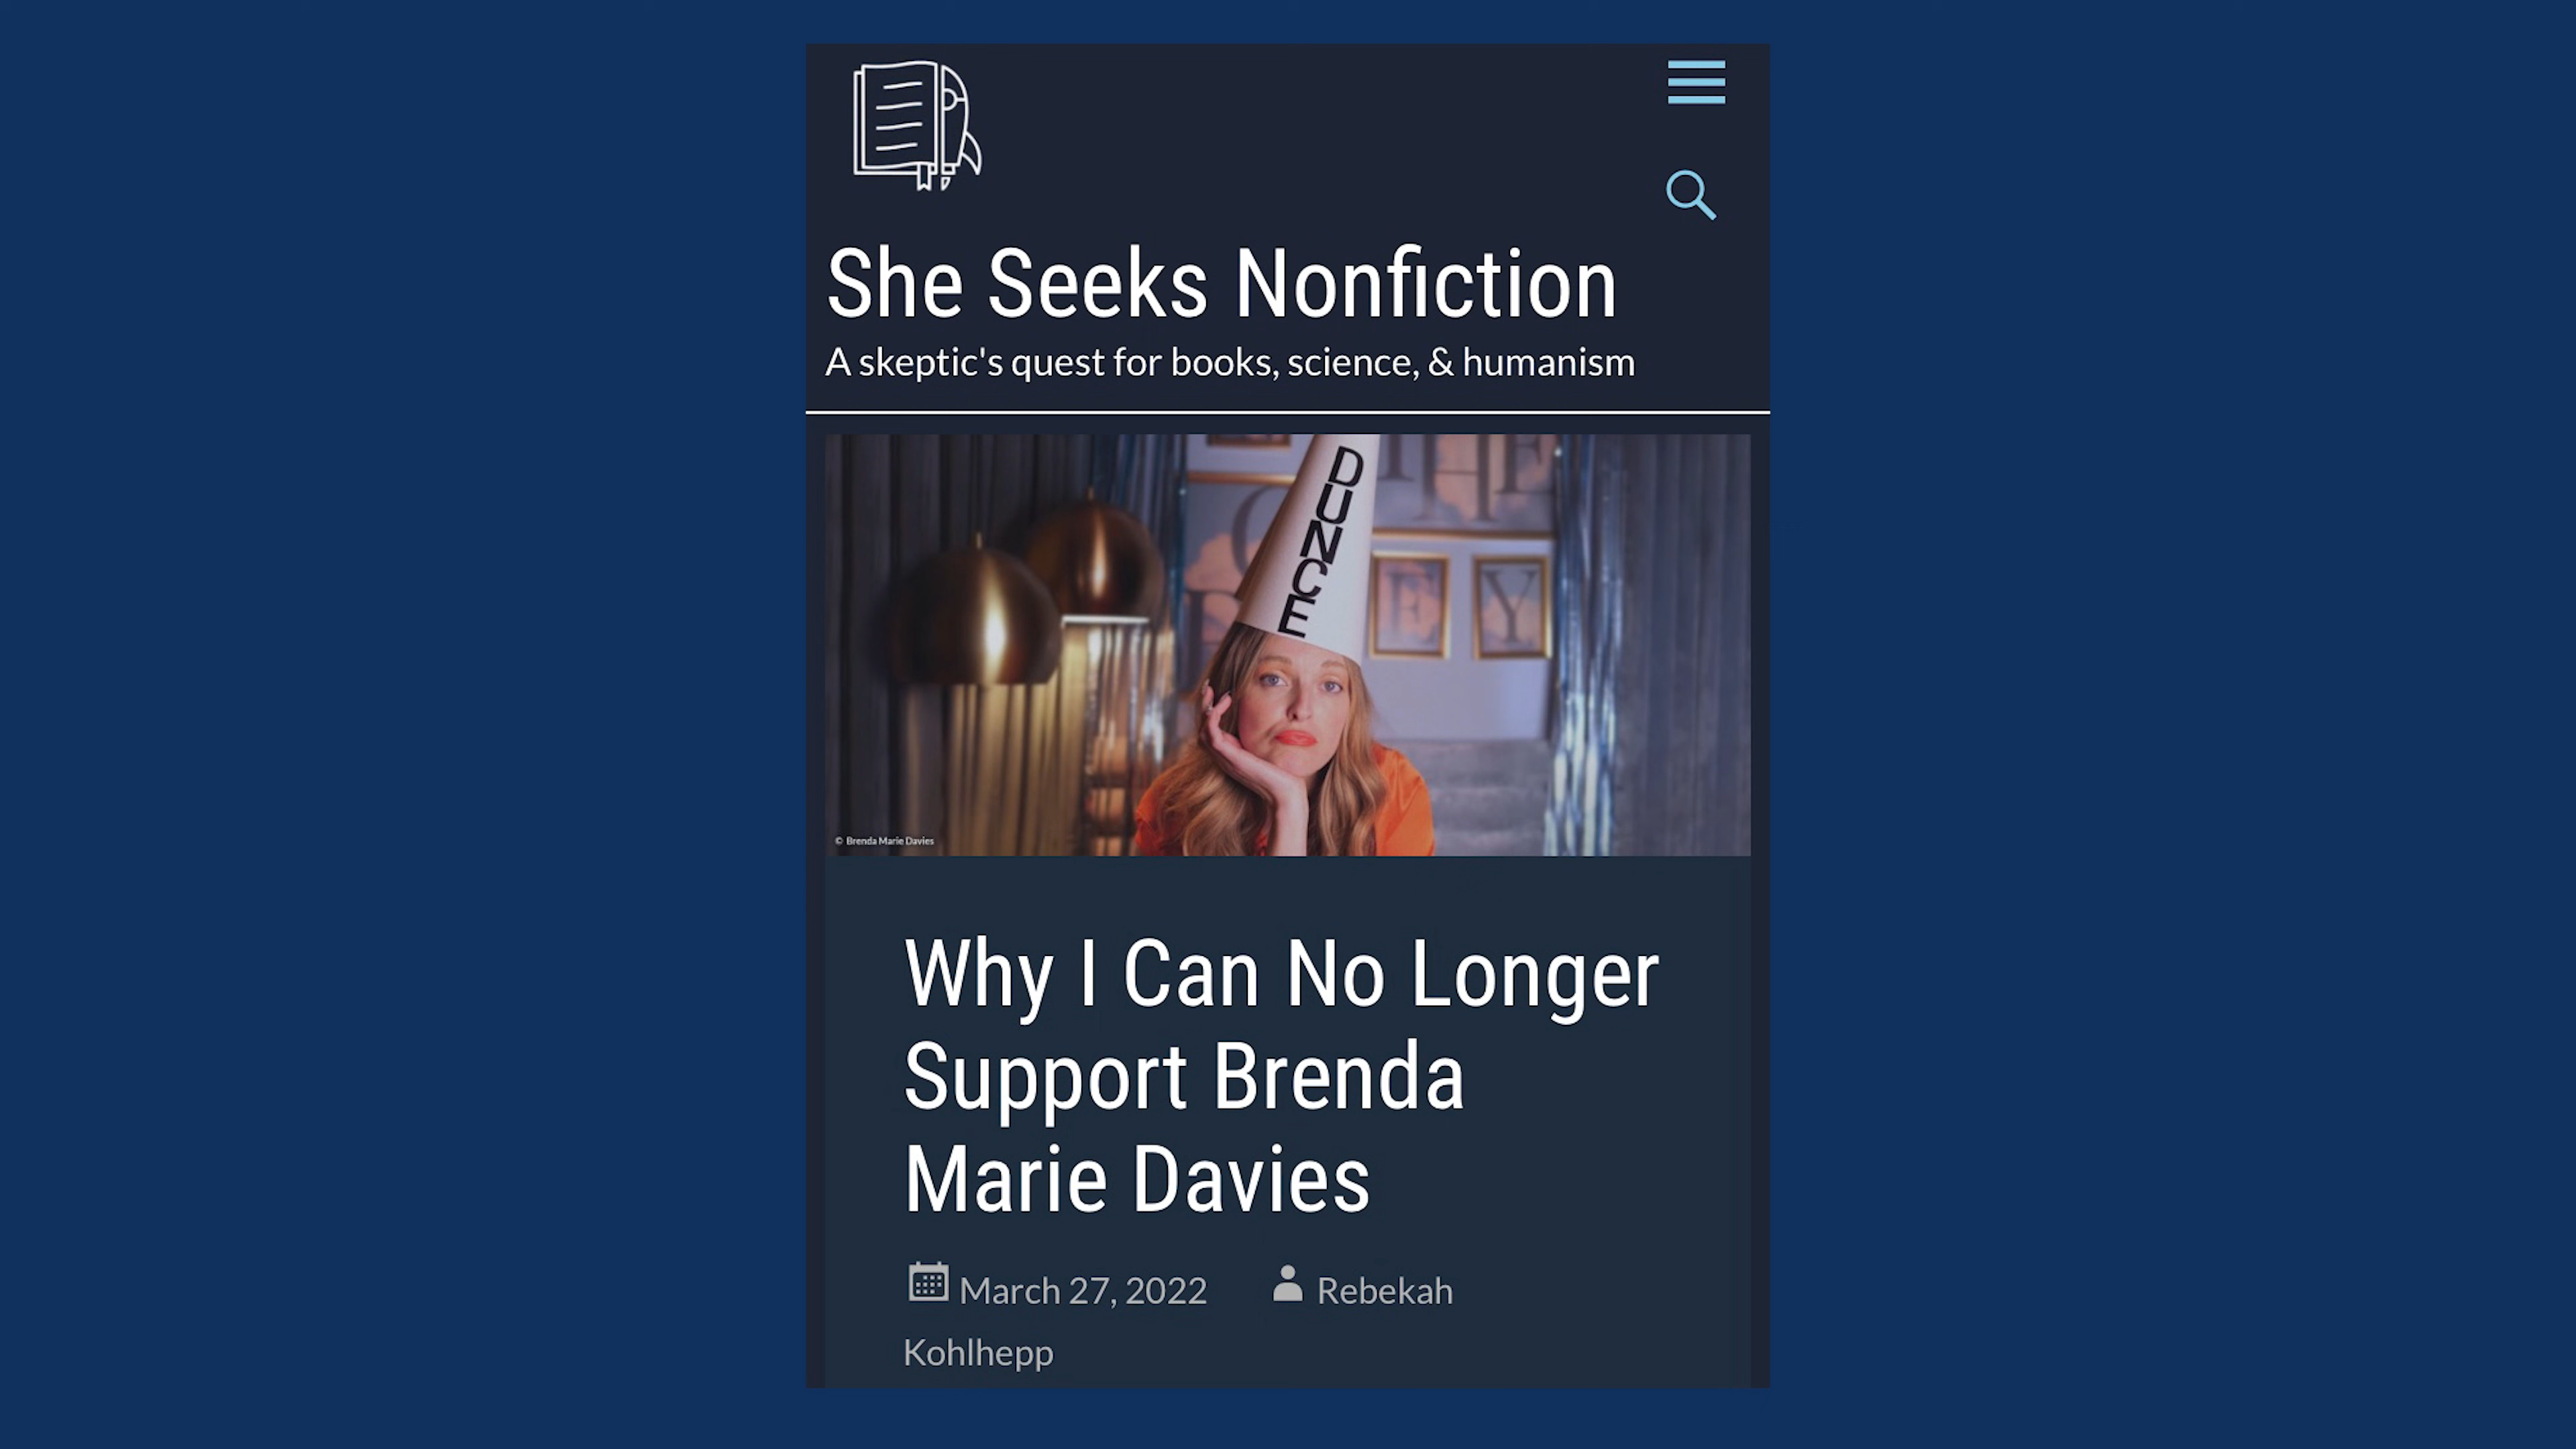 She Seeks Nonfiction
A skeptic's quest for books, science, & humanism
DUNCE
E Y
© Brenda Marie Davies
Why I Can No Longer
Support Brenda
Marie Davies
March 27, 2022 Rebekah
Kohlhepp